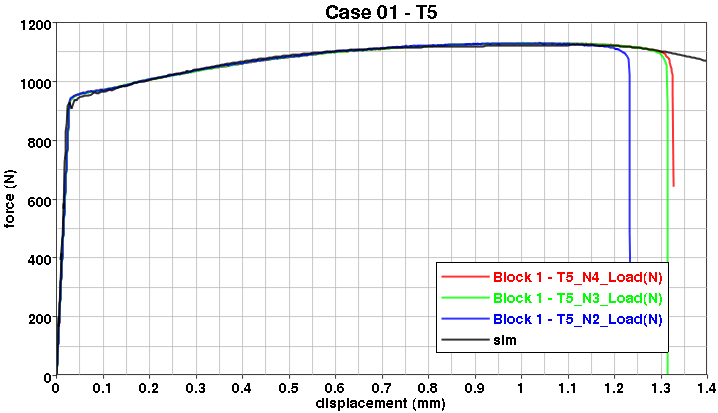 Case 01 - T5
1200
1000
800
600
400
200
0
force (N)
Block 1 - T5_N4_Load(N)
Block 1 - T5_N3_Load(N)
Block 1 - T5_N2_Load(N)
sim
0 0.1 0.2 0.3 0.4 0.5 0.6 0.7 0.8 0.9 1 1.1 1.2 1.3 1.4
displacement (mm)